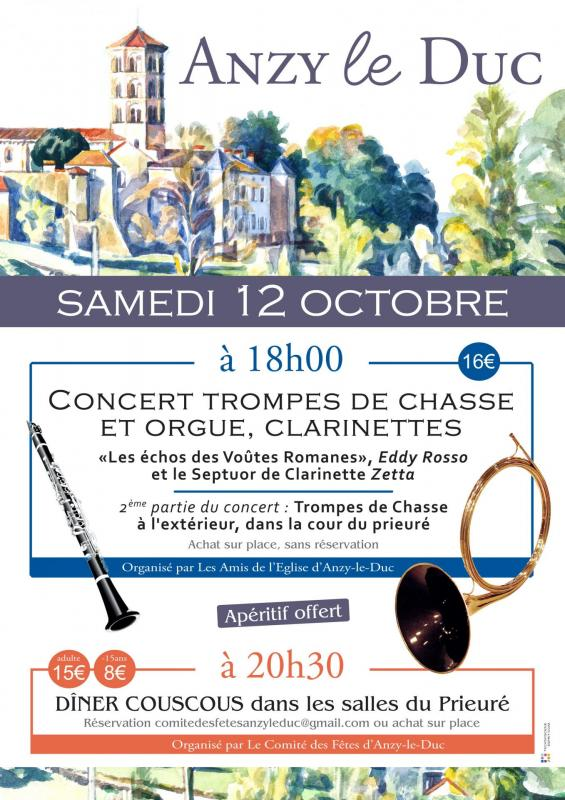 ANZY le DUC
SAMEDI 12 OCTOBRE
à 18h00
16€
CONCERT TROMPES DE CHASSE
ET ORGUE, CLARINETTES
«Les échos des Voûtes Romanes», Eddy Rosso
et le Septuor de Clarinette Zetta
2ème partie du concert : Trompes de Chasse
à l'extérieur, dans la cour du prieuré
Achat sur place, sans réservation
Organisé par Les Amis de l'Eglise d'Anzy-le-Duc
Apéritif offert
adulte
15€
-15ans
8€
à 20h30
DÎNER COUSCOUS dans les salles du Prieuré
Réservation comitedesfetesanzyleduc@gmail.com ou achat sur place
Organisé par Le Comité des Fêtes d'Anzy-le-Duc